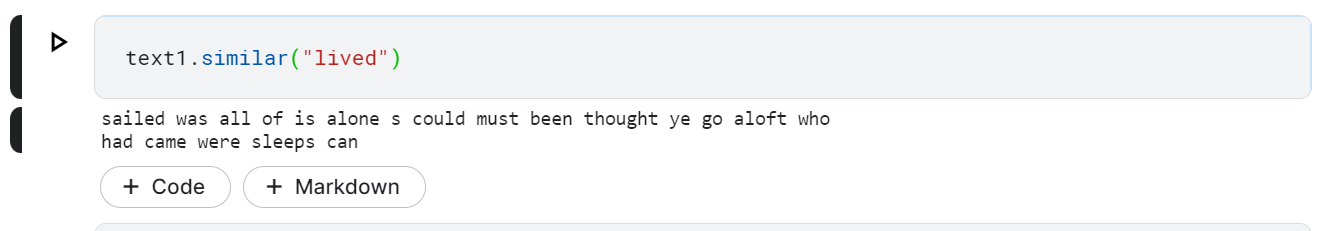 text1.similar("lived")
sailed was all of is alone s could must been thought ye go aloft who
had came were sleeps can
+ Code + Markdown